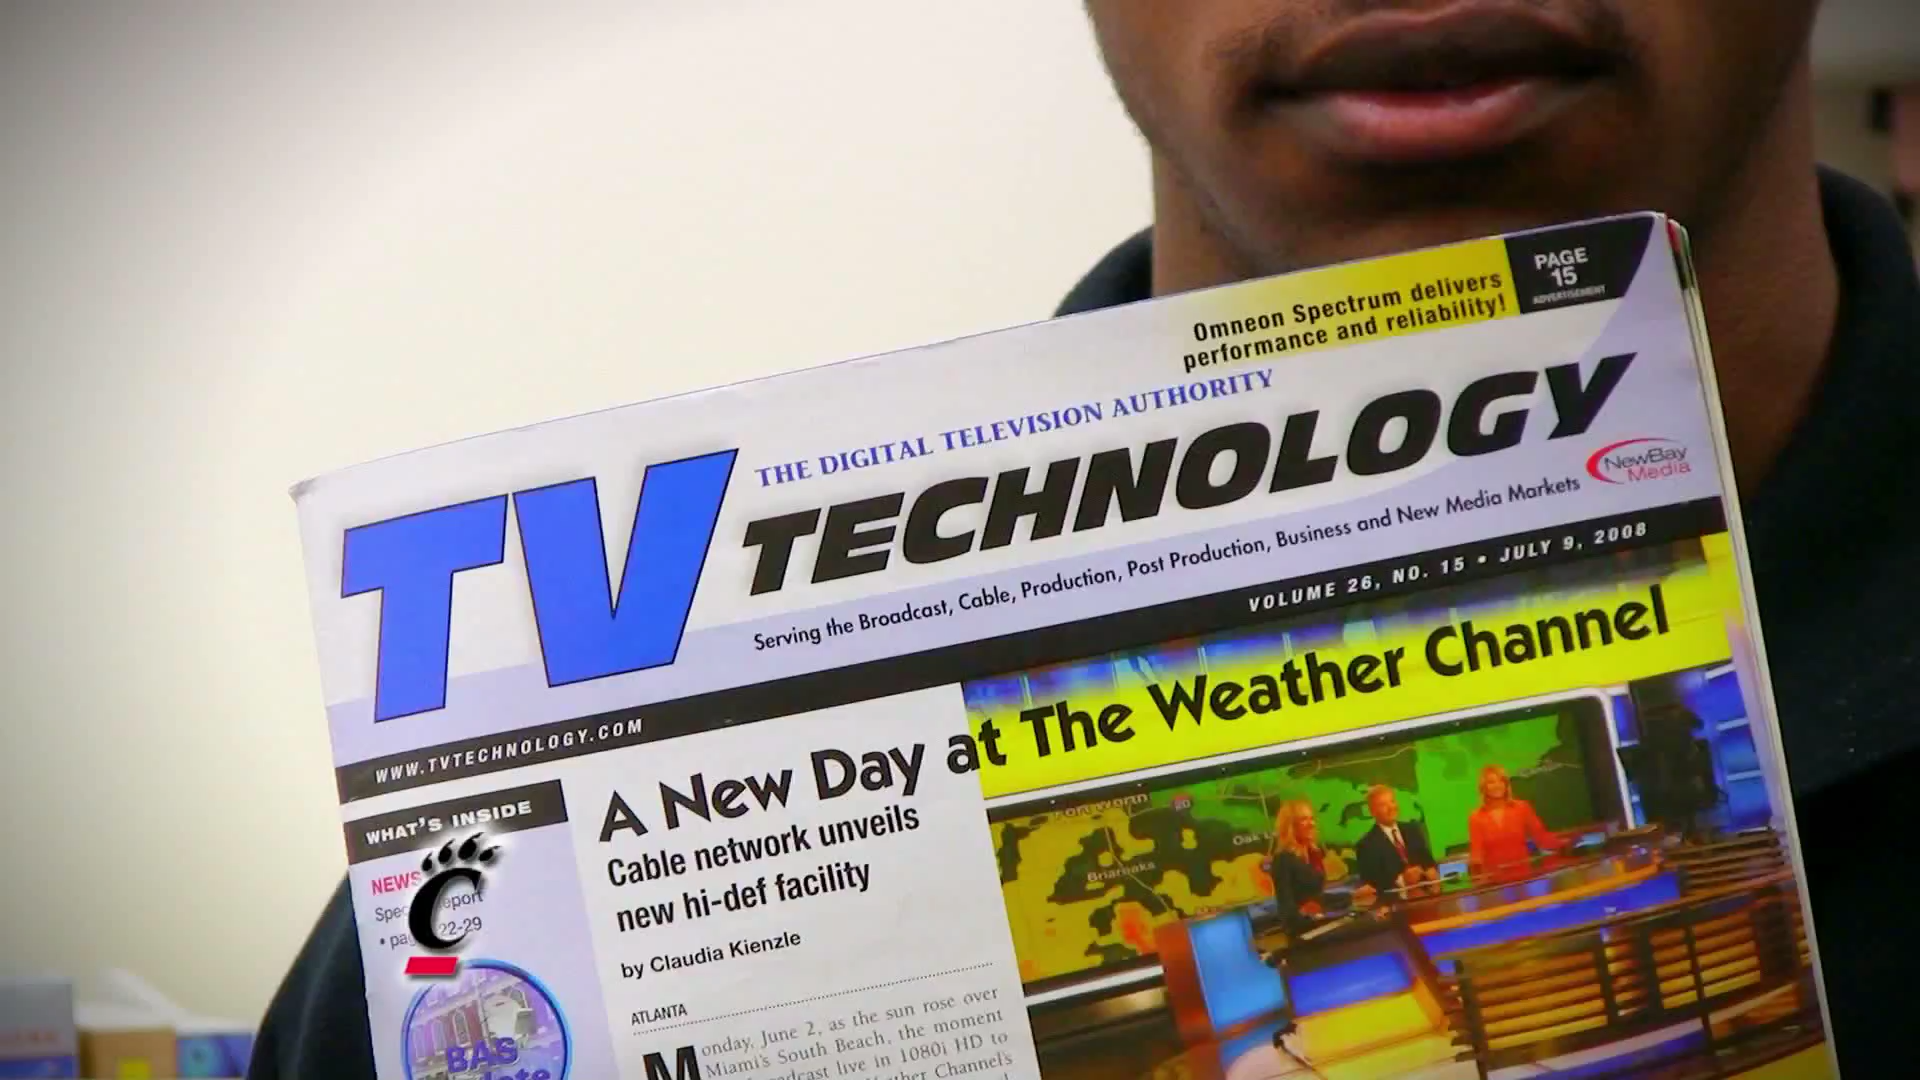 Omneon Spectrum delivers
performance and reliability!
PAGE
15
ADVERTISEMENT
THE DIGITAL TELEVISION AUTHORITY
TV TECHNOLOGY
NewBay
Media
Serving the Broadcast, Cable, Production, Post Production, Business and New Media Markets
VOLUME 26, NO. 15 • JULY 9, 2008
WWW.TVTECHNOLOGY.COM
WHAT'S INSIDE
NEWS
22-29
A New Day at The Weather Channel
Cable network unveils
new hi-def facility
by Claudia Kienzle
ATLANTA
Monday, June 2, as the sun rose over
Miami's South Beach, the moment
live in 1080i HD to
Channel's
Fort Worth
20
Oak
BAS
C